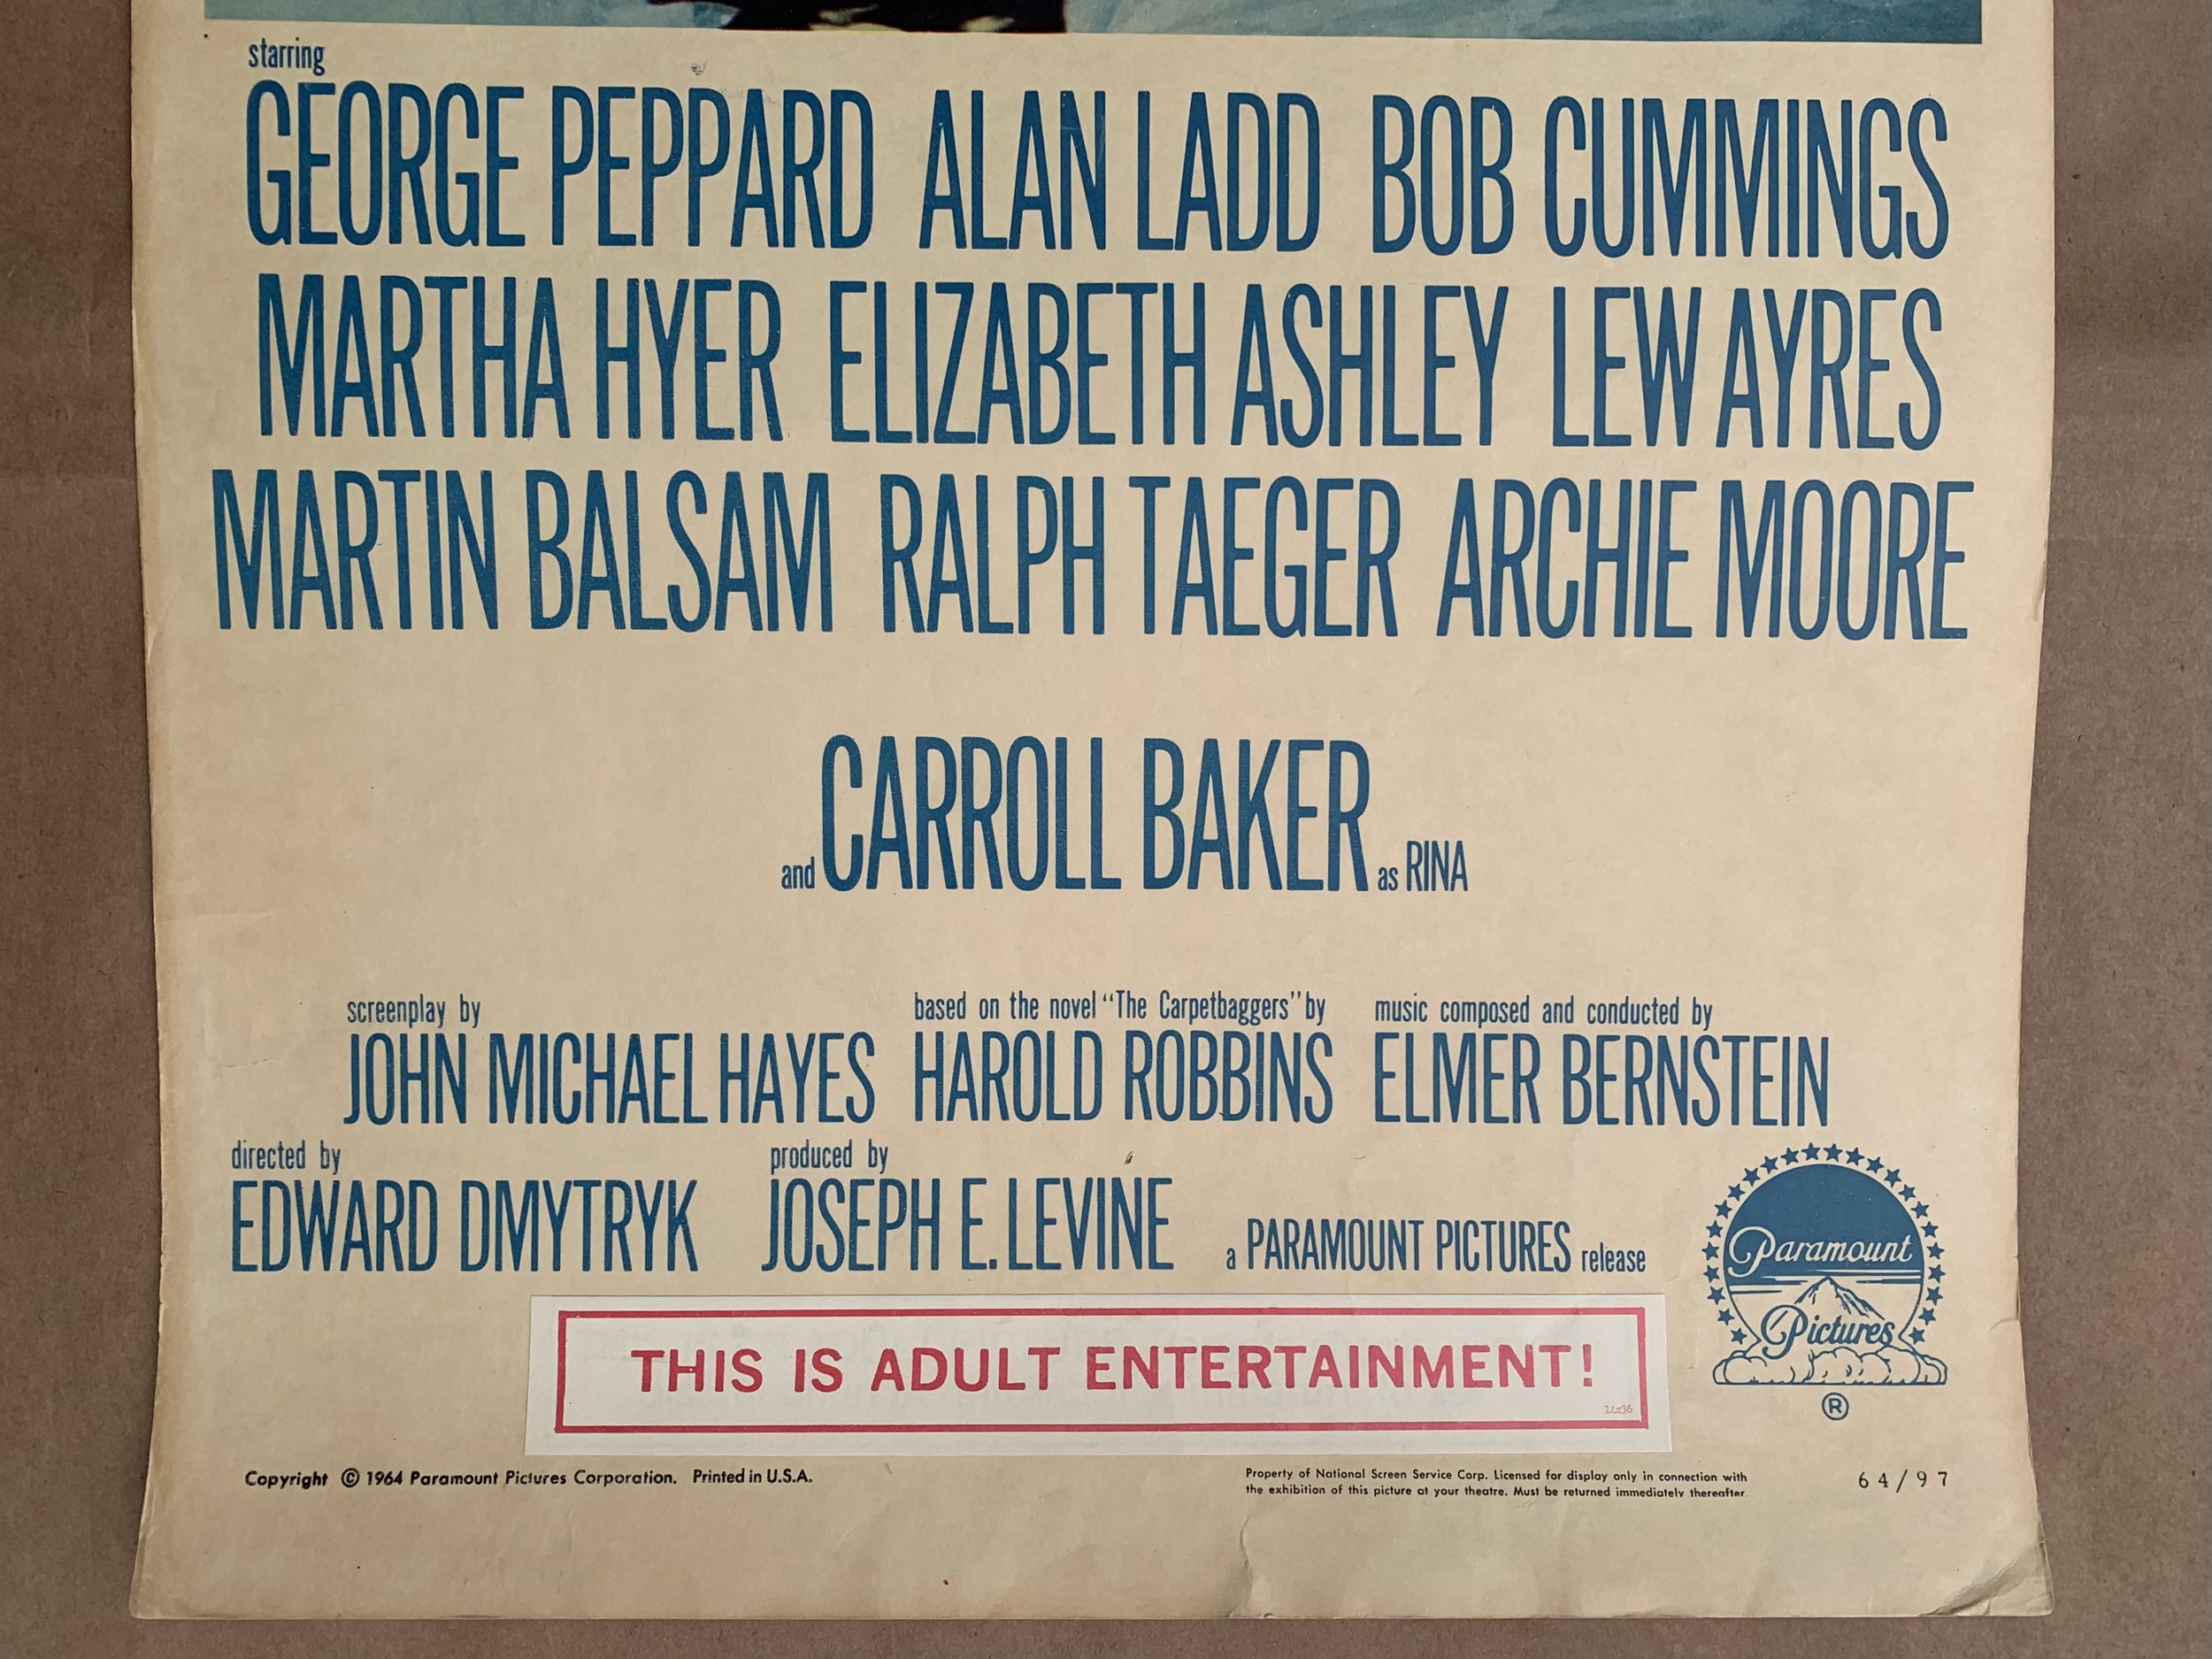 starring
GEORGE PEPPARD ALAN LADD BOB CUMMINGS
MARTHA HYER ELIZABETH ASHLEY LEW AYRES
MARTIN BALSAM RALPH TAEGER ARCHIE MOORE
and CARROLL BAKER as RINA
screenplay by
JOHN MICHAEL HAYES
based on the novel "The Carpetbaggers" by
HAROLD ROBBINS
music composed and conducted by
ELMER BERNSTEIN
directed by
EDWARD DMYTRYK
produced by
JOSEPH E. LEVINE
a PARAMOUNT PICTURES release
Paramount
Pictures
®
THIS IS ADULT ENTERTAINMENT!
Copyright © 1964 Paramount Pictures Corporation. Printed in U.S.A.
Property of National Screen Service Corp. Licensed for display only in connection with
the exhibition of this picture at your theatre. Must be returned immediately thereafter.
64/97